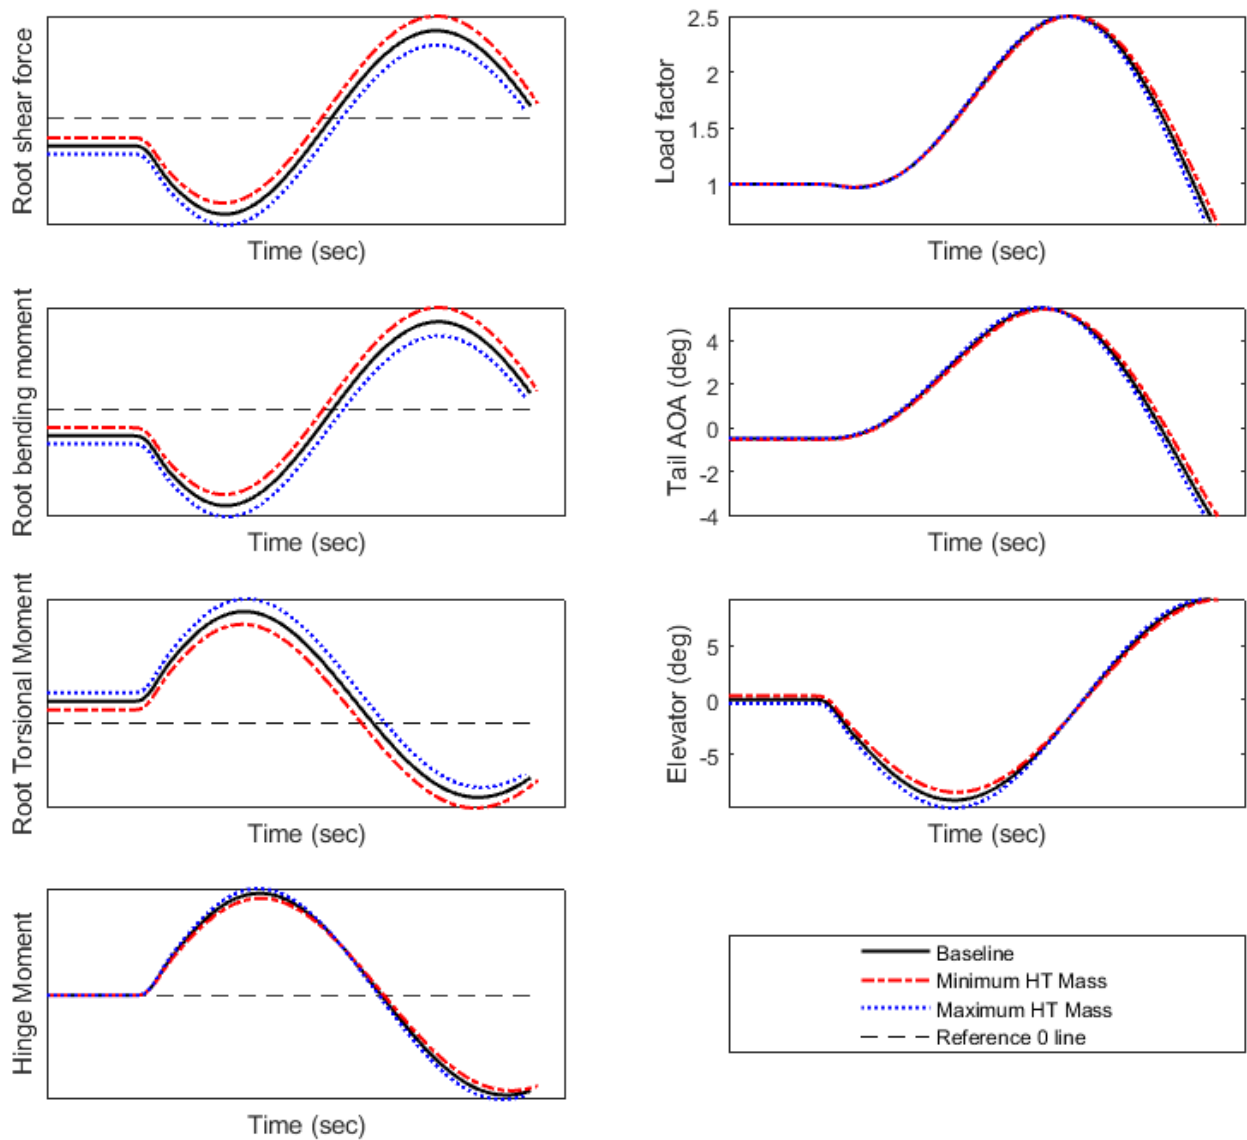 Root shear force
Time (sec)
Load factor
2.5
2
1.5
1
Time (sec)
Root bending moment
Time (sec)
Tail AOA (deg)
4
2
0
-2
-4
Time (sec)
Root Torsional Moment
Time (sec)
Elevator (deg)
5
0
-5
Time (sec)
Hinge Moment
Time (sec)
Baseline
Minimum HT Mass
Maximum HT Mass
Reference 0 line